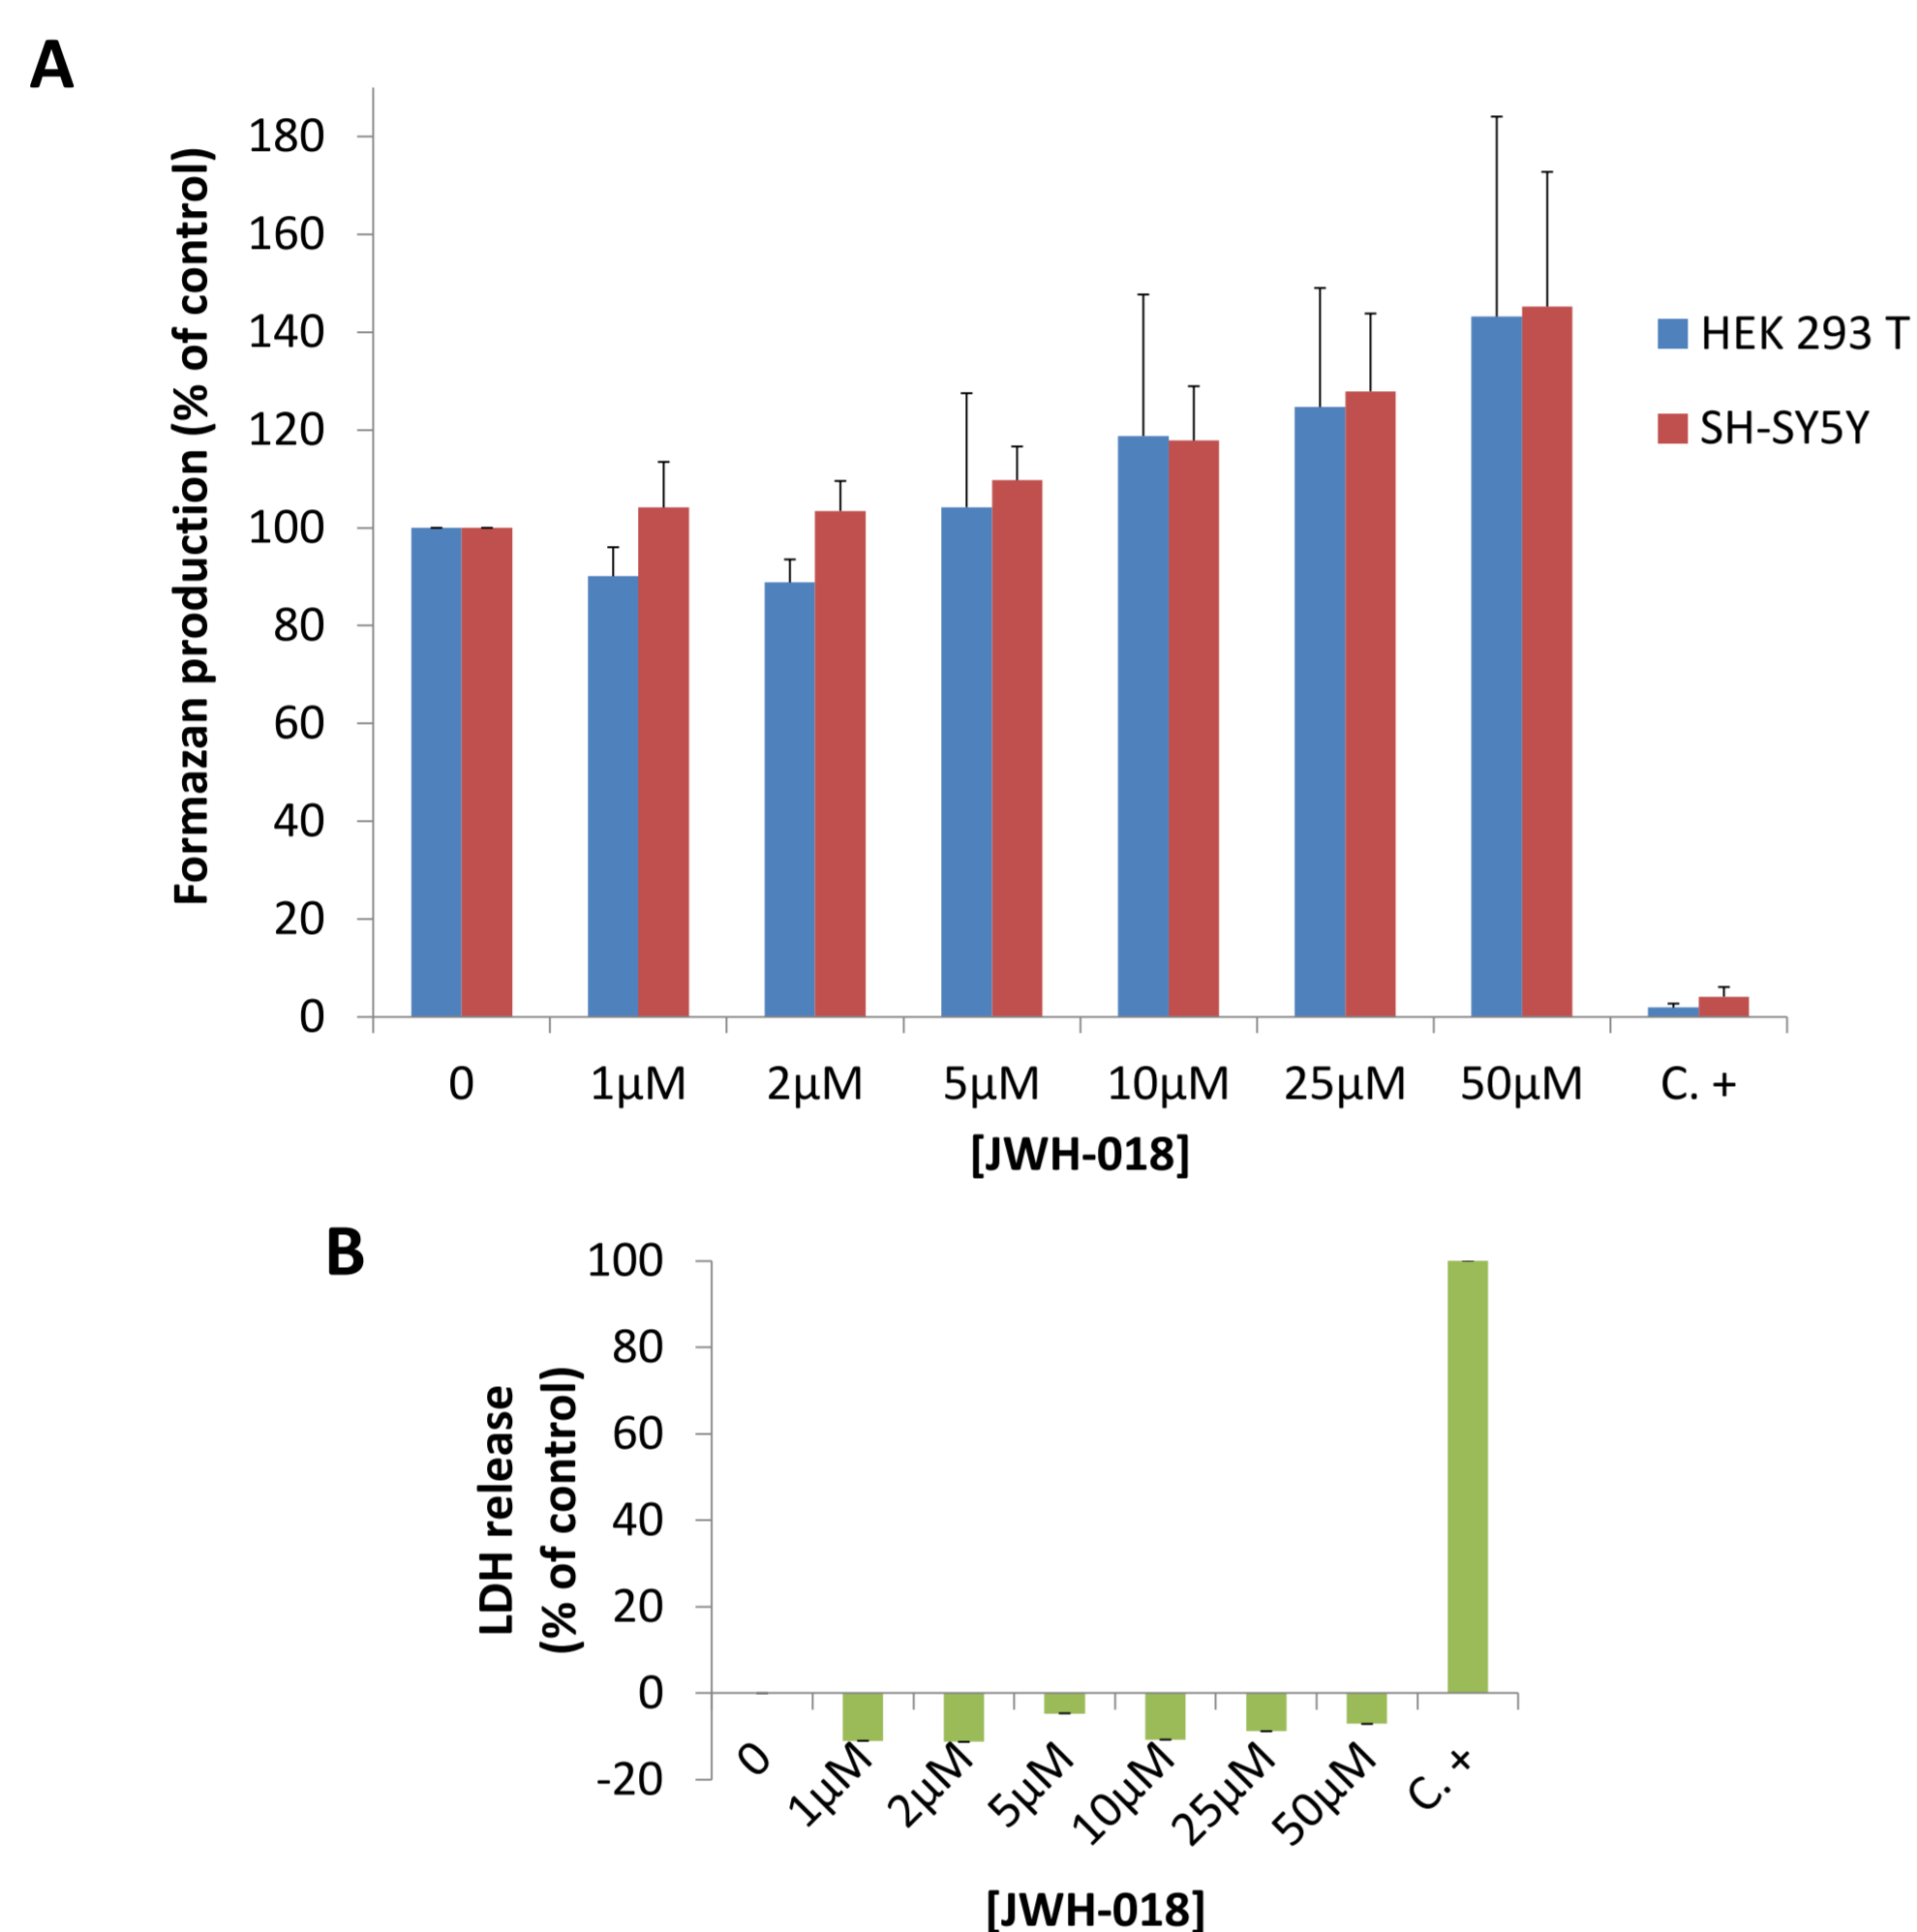 A
Formazan production (% of control)
180
160
140
120
100
80
60
40
20
0
0 1µM 2µM 5µM 10µM 25µM 50µM C. +
[JWH-018]
HEK 293 T
SH-SY5Y
B
LDH release
(% of control)
100
80
60
40
20
0
-20
0 1µM 2µM 5µM 10µM 25µM 50µM C. +
[JWH-018]